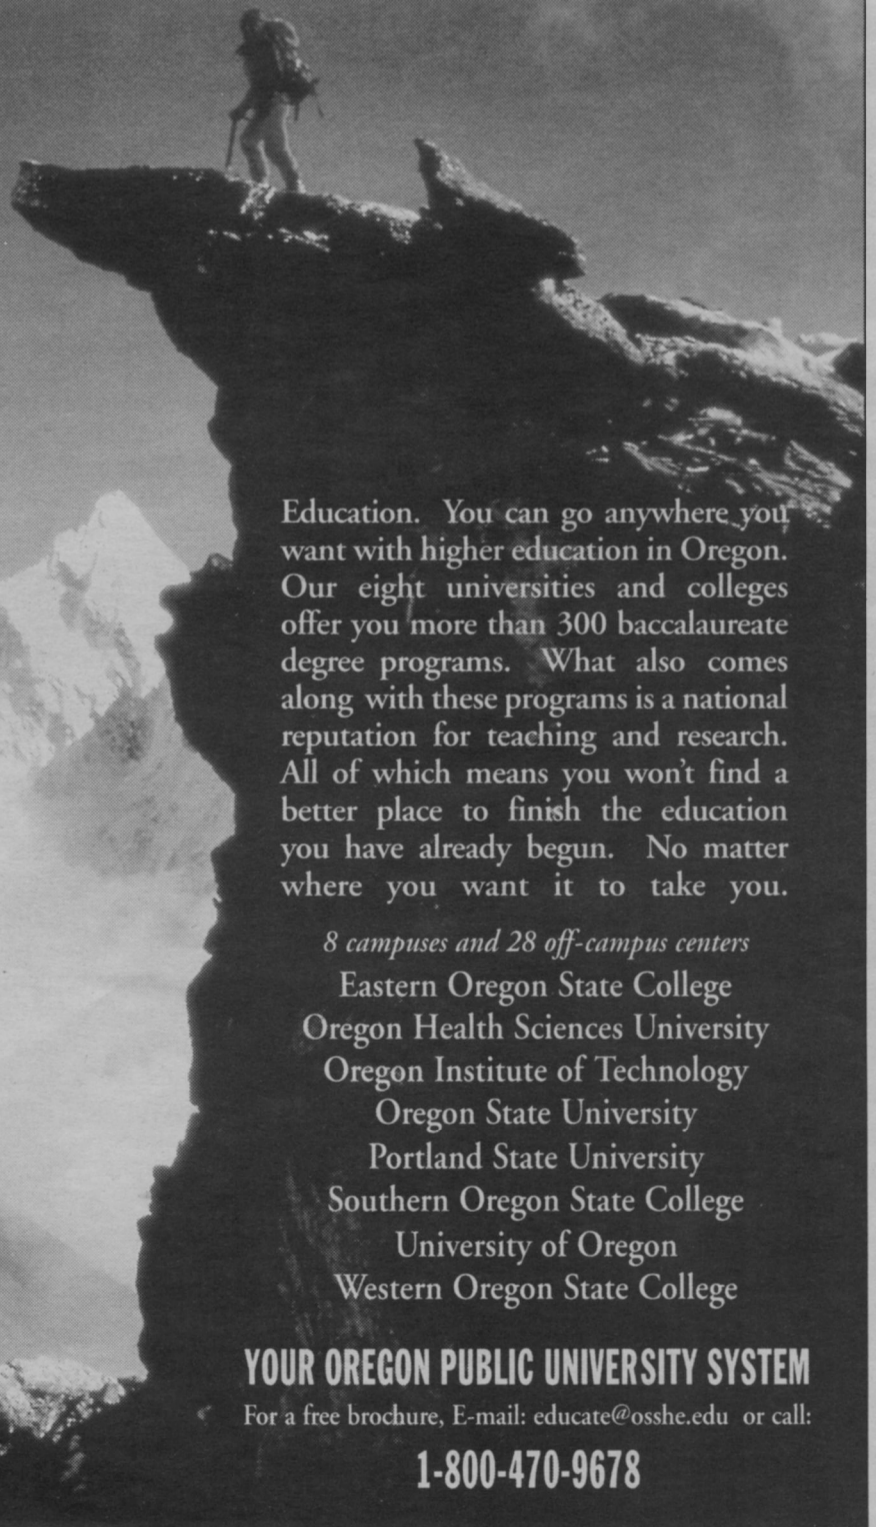 Education. You can go anywhere you
want with higher education in Oregon.
Our eight universities and colleges
offer you more than 300 baccalaureate
degree programs. What also comes
along with these programs is a national
reputation for teaching and research.
All of which means you won't find a
better place to finish the education
you have already begun. No matter
where you want it to take you.
8 campuses and 28 off-campus centers
Eastern Oregon State College
Oregon Health Sciences University
Oregon Institute of Technology
Oregon State University
Portland State University
Southern Oregon State College
University of Oregon
Western Oregon State College
YOUR OREGON PUBLIC UNIVERSITY SYSTEM
For a free brochure, E-mail: educate@osshe.edu or call:
1-800-470-9678